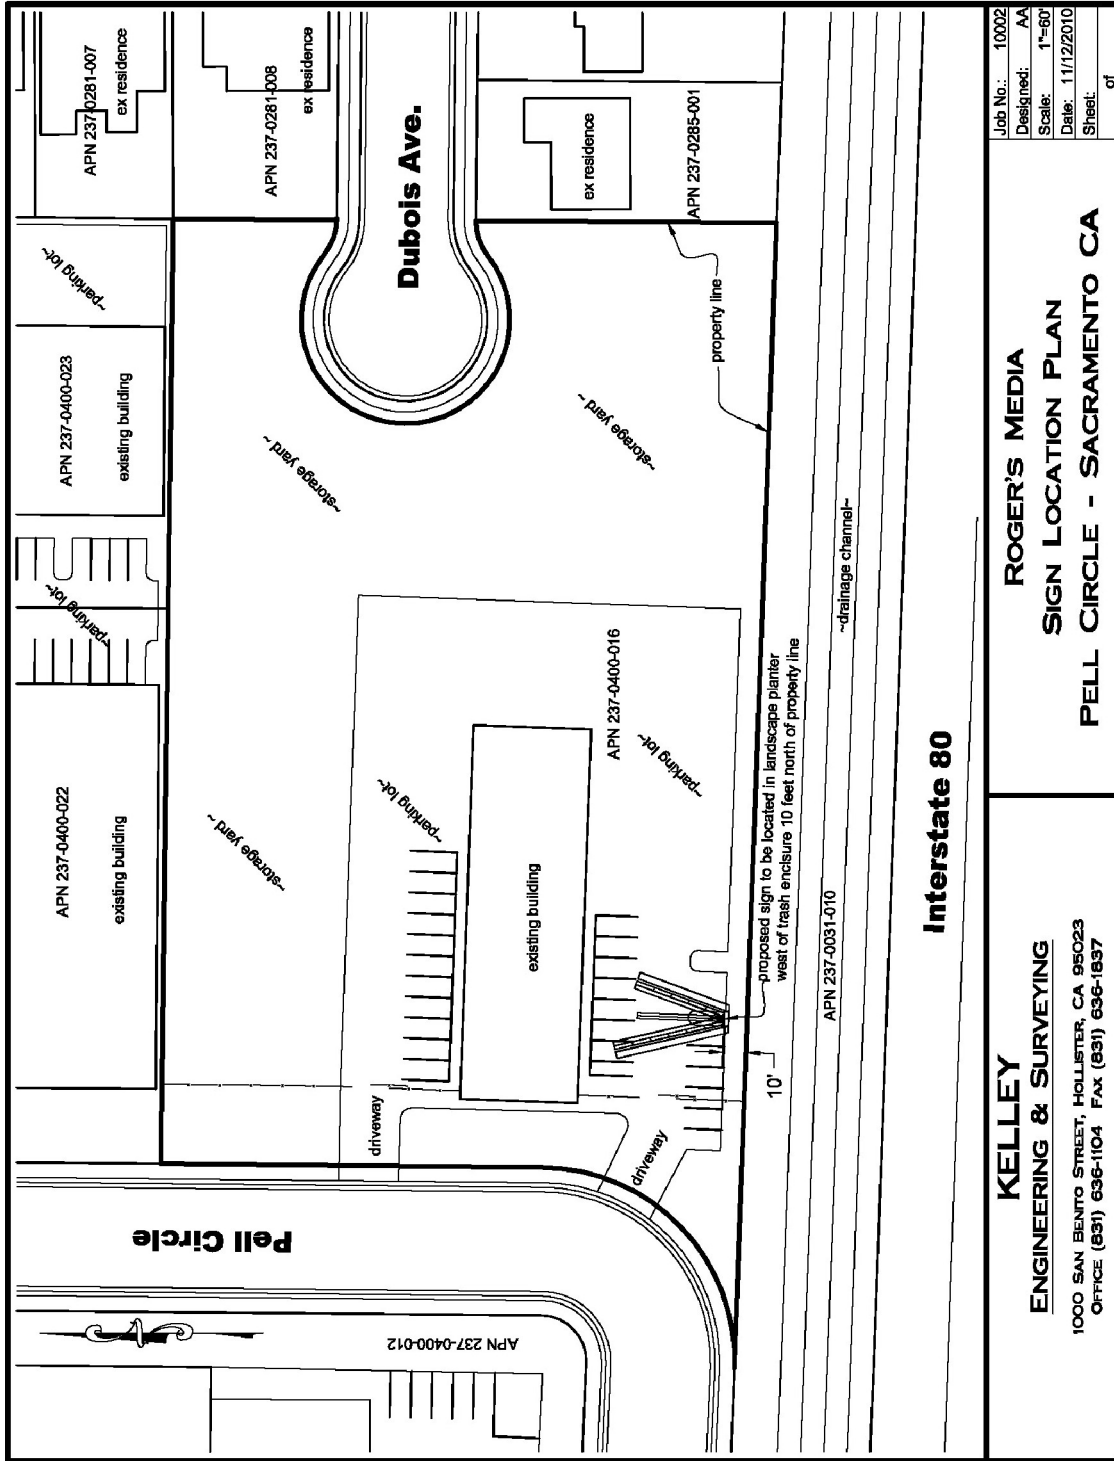 APN 237-0400-022
existing building
~parking lot~
~parking lot~
APN 237-0400-023
existing building
~parking lot~
APN 237-0281-007
ex residence
APN 237-0281-008
ex residence
Pell Circle
APN 237-0400-012
driveway
driveway
~storage yard~
~storage yard~
~storage yard~
~parking lot~
existing building
APN 237-0400-016
~parking lot~
Dubois Ave.
ex residence
APN 237-0285-001
property line
10'
proposed sign to be located in landscape planter
west of trash enclsure 10 feet north of property line
APN 237-0031-010
~drainage channel~
Interstate 80
KELLEY
ENGINEERING & SURVEYING
1000 SAN BENITO STREET, HOLLISTER, CA 95023
OFFICE (831) 636-1104 FAX (831) 636-1837
ROGER'S MEDIA
SIGN LOCATION PLAN
PELL CIRCLE - SACRAMENTO CA
Job No.: 10002
Designed: AA
Scale: 1"=60'
Date: 11/12/2010
Sheet:
of